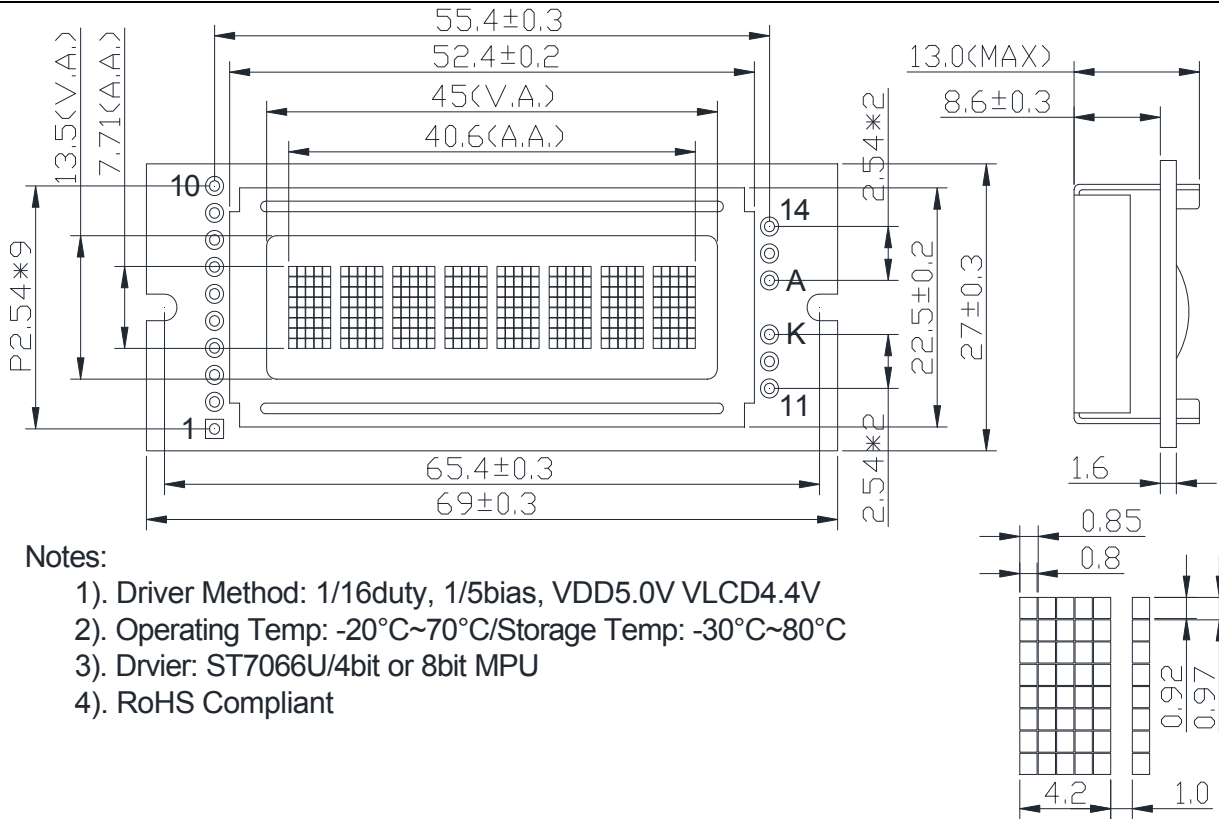 55.4±0.3
52.4±0.2
45(V.A.)
40.6(A.A.)
13.5(V.A.)
7.71(A.A.)
P2.54*9
10
1
14
A
K
11
2.54*2
2.54*2
22.5±0.2
27±0.3
65.4±0.3
69±0.3
13.0(MAX)
8.6±0.3
1.6
0.85
0.8
0.92
0.97
4.2
1.0
Notes:
1). Driver Method: 1/16duty, 1/5bias, VDD5.0V VLCD4.4V
2). Operating Temp: -20°C~70°C/Storage Temp: -30°C~80°C
3). Drvier: ST7066U/4bit or 8bit MPU
4). RoHS Compliant